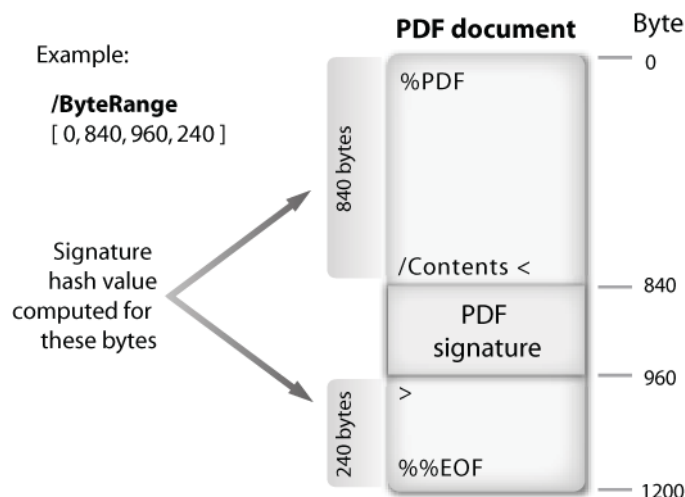 PDF document
Byte
Example:
/ByteRange
[ 0, 840, 960, 240 ]
0
%PDF
840 bytes
Signature
hash value
computed for
these bytes
/Contents <
840
PDF
signature
960
>
240 bytes
%%EOF
1200